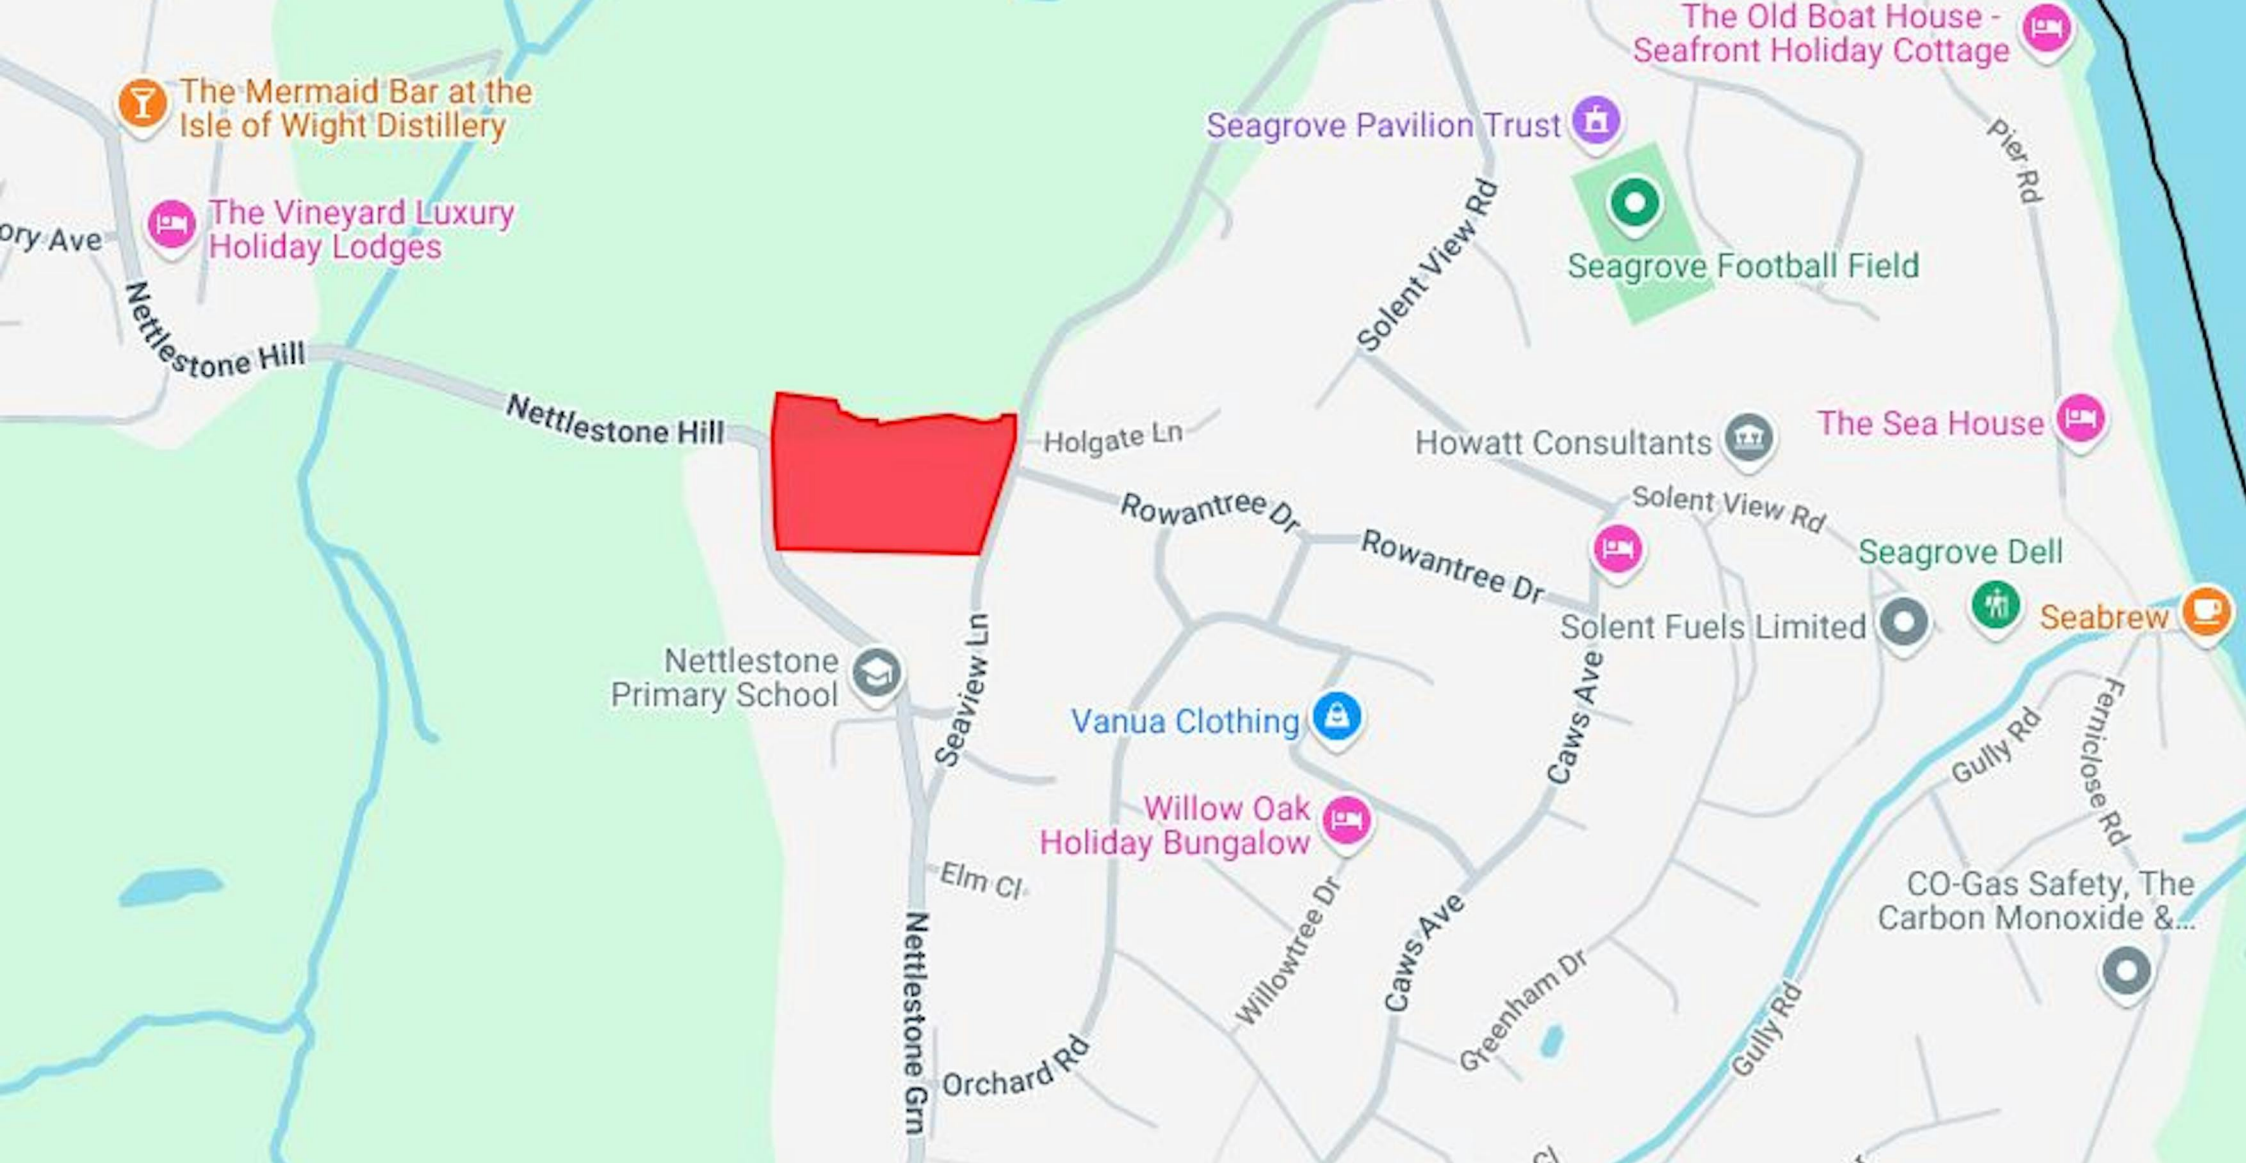 The Old Boat House -
Seafront Holiday Cottage
The Mermaid Bar at the
Isle of Wight Distillery
Seagrove Pavilion Trust
Pier Rd
The Vineyard Luxury
Holiday Lodges
ory Ave
Solent View Rd
Seagrove Football Field
Nettlestone Hill
Nettlestone Hill
Holgate Ln
Howatt Consultants
The Sea House
Rowantree Dr
Solent View Rd
Rowantree Dr
Seagrove Dell
Solent Fuels Limited
Seabrew
Nettlestone
Primary School
Seaview Ln
Vanua Clothing
Caws Ave
Gully Rd
Fernclose Rd
Willow Oak
Holiday Bungalow
Elm Cl
CO-Gas Safety, The
Carbon Monoxide &...
Willowtree Dr
Caws Ave
Nettlestone Grn
Greenham Dr
Gully Rd
Orchard Rd
Cl